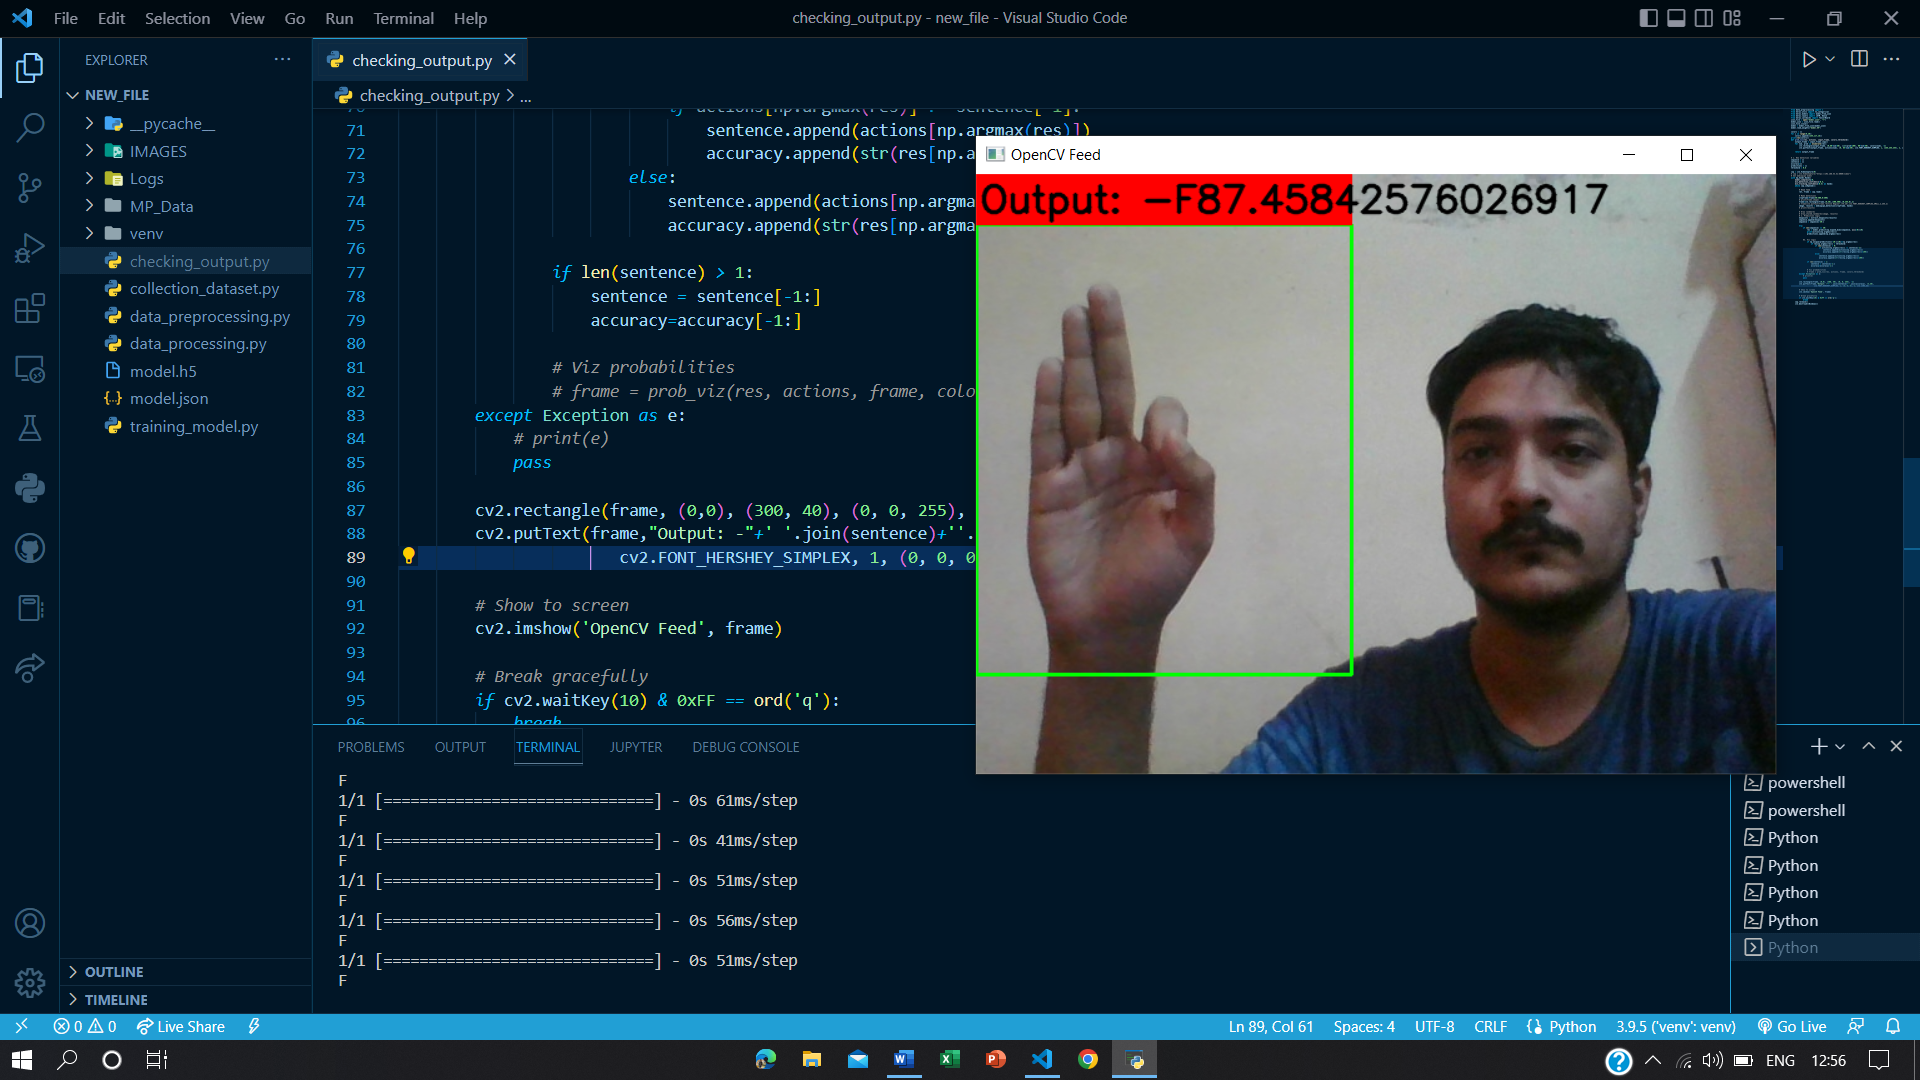 File Edit Selection View Go Run Terminal Help
checking_output.py - new_file - Visual Studio Code
EXPLORER
NEW_FILE
__pycache__
IMAGES
Logs
MP_Data
venv
checking_output.py
collection_dataset.py
data_preprocessing.py
data_processing.py
model.h5
model.json
training_model.py
OUTLINE
TIMELINE
checking_output.py
checking_output.py > ...
71 sentence.append(actions[np.argmax(res)])
72 accuracy.append(str(res[np.a
73 else:
74 sentence.append(actions[np.argma
75 accuracy.append(str(res[np.argma
76
77 if len(sentence) > 1:
78 sentence = sentence[-1:]
79 accuracy=accuracy[-1:]
80
81 # Viz probabilities
82 # frame = prob_viz(res, actions, frame, colo
83 except Exception as e:
84 # print(e)
85 pass
86
87 cv2.rectangle(frame, (0,0), (300, 40), (0, 0, 255),
88 cv2.putText(frame,"Output: -"+' '.join(sentence)+''.
89 cv2.FONT_HERSHEY_SIMPLEX, 1, (0, 0, 0
90
91 # Show to screen
92 cv2.imshow('OpenCV Feed', frame)
93
94 # Break gracefully
95 if cv2.waitKey(10) & 0xFF == ord('q'):
96 break
OpenCV Feed
Output: -F87.45842576026917
PROBLEMS OUTPUT TERMINAL JUPYTER DEBUG CONSOLE
F
1/1 [==============================] - 0s 61ms/step
F
1/1 [==============================] - 0s 41ms/step
F
1/1 [==============================] - 0s 51ms/step
F
1/1 [==============================] - 0s 56ms/step
F
1/1 [==============================] - 0s 51ms/step
F
powershell
powershell
Python
Python
Python
Python
Python
0 0 Live Share Ln 89, Col 61 Spaces: 4 UTF-8 CRLF Python 3.9.5 ('venv': venv) Go Live
ENG 12:56